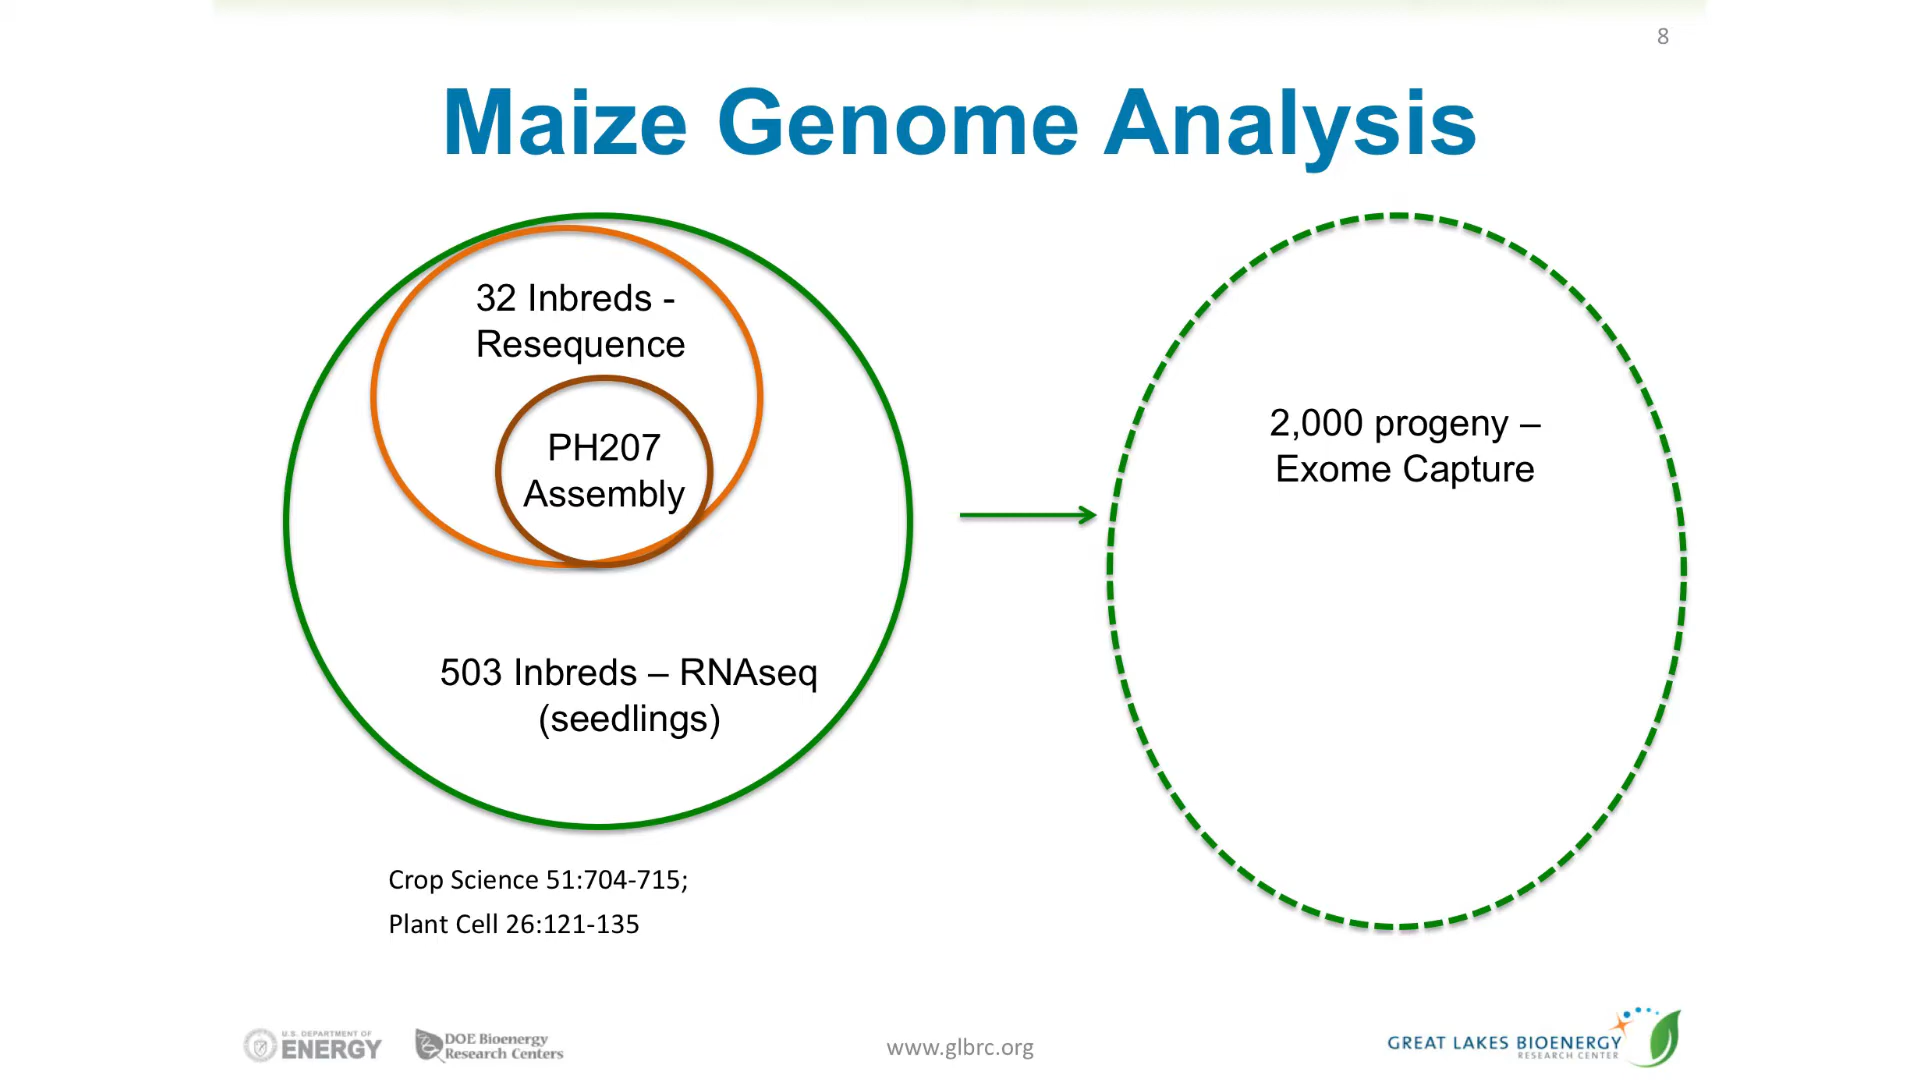 8
Maize Genome Analysis
32 Inbreds -
Resequence
PH207
Assembly
503 Inbreds – RNAseq
(seedlings)
2,000 progeny –
Exome Capture
Crop Science 51:704-715;
Plant Cell 26:121-135
U.S. DEPARTMENT OF
ENERGY
DOE Bioenergy
Research Centers
www.glbrc.org
GREAT LAKES BIOENERGY
RESEARCH CENTER